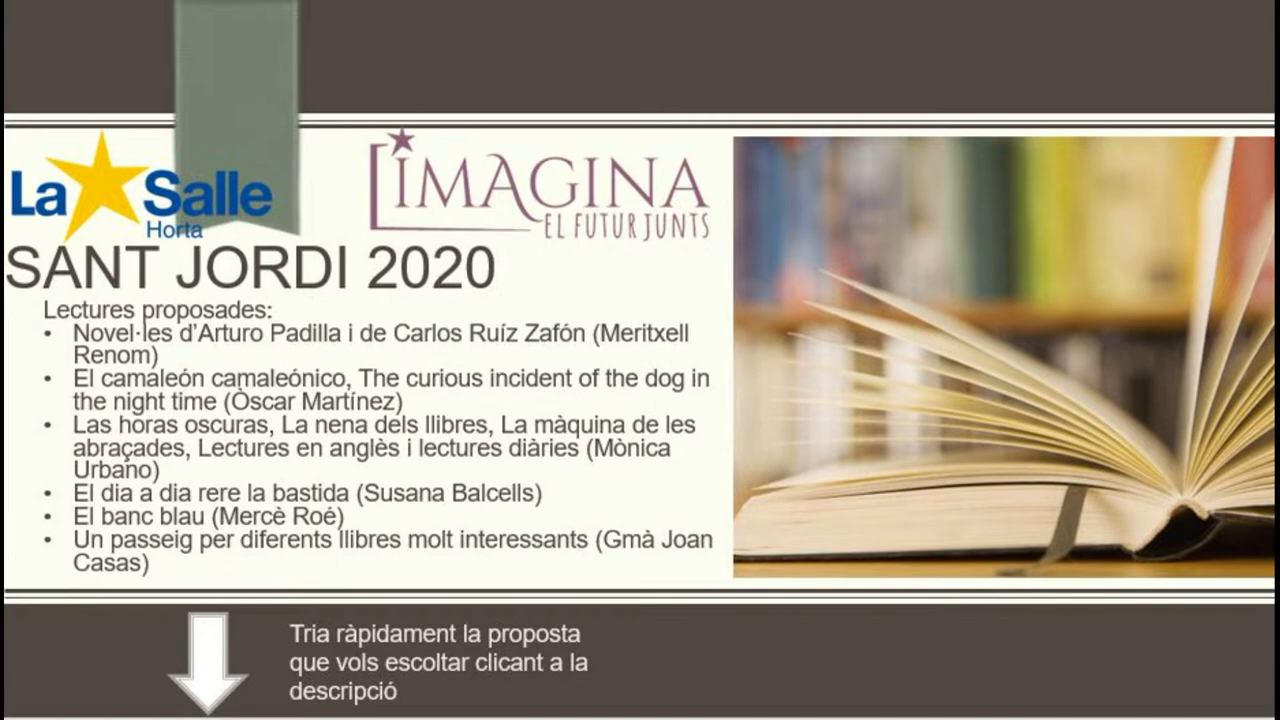 La Salle
Horta
IMAGINA
EL FUTUR JUNTS
SANT JORDI 2020
Lectures proposades:
• Novel·les d'Arturo Padilla i de Carlos Ruíz Zafón (Meritxell
Renom)
• El camaleón camaleónico, The curious incident of the dog in
the night time (Òscar Martínez)
• Las horas oscuras, La nena dels llibres, La màquina de les
abraçades, Lectures en anglès i lectures diàries (Mònica
Urbano)
• El dia a dia rere la bastida (Susana Balcells)
• El banc blau (Mercè Roé)
• Un passeig per diferents llibres molt interessants (Gmà Joan
Casas)
Tria ràpidament la proposta
que vols escoltar clicant a la
descripció